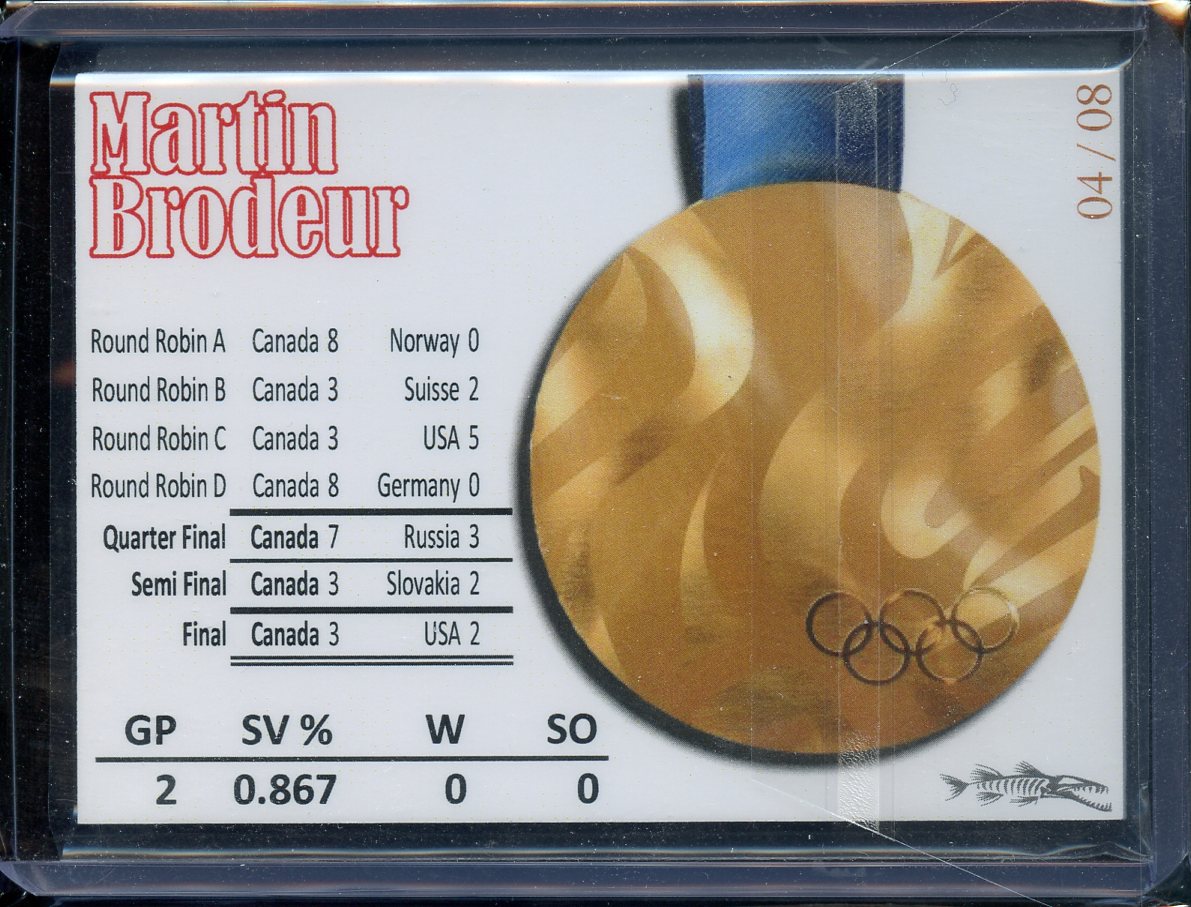 Martin
Brodeur
04 / 08
Round Robin A Canada 8 Norway 0
Round Robin B Canada 3 Suisse 2
Round Robin C Canada 3 USA 5
Round Robin D Canada 8 Germany 0
Quarter Final Canada 7 Russia 3
Semi Final Canada 3 Slovakia 2
Final Canada 3 USA 2
GP SV % W SO
2 0.867 0 0